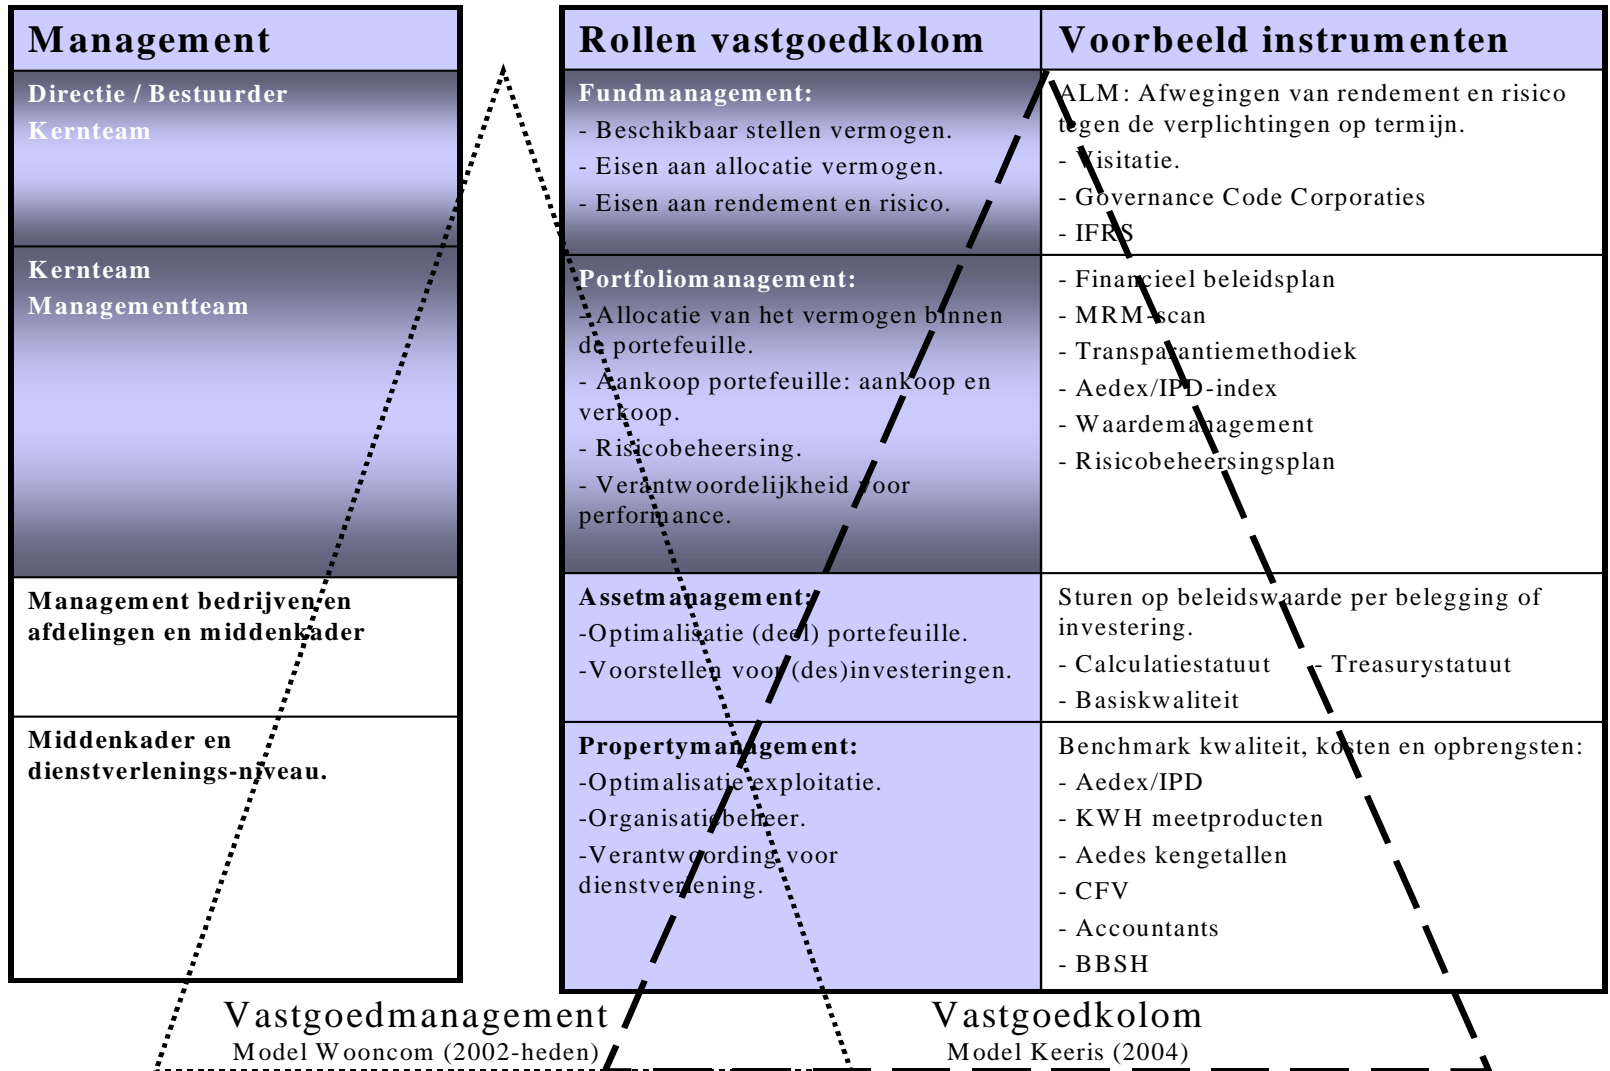 Management
Directie / Bestuurder
Kernteam
Kernteam
Managementteam
Management bedrijven en
afdelingen en middenkader
Middenkader en
dienstverlenings-niveau.
Rollen vastgoedkolom
Voorbeeld instrumenten
Fundmanagement:
- Beschikbaar stellen vermogen.
- Eisen aan allocatie vermogen.
- Eisen aan rendement en risico.
ALM: Afwegingen van rendement en risico
tegen de verplichtingen op termijn.
- Visitatie.
- Governance Code Corporaties
- IFRS
Portfoliomanagement:
- Allocatie van het vermogen binnen
de portefeuille.
- Aankoop portefeuille: aankoop en
verkoop.
- Risicobeheersing.
- Verantwoordelijkheid voor
performance.
- Financieel beleidsplan
- MRM-scan
- Transparantiemethodiek
- Aedex/IPD-index
- Waardemanagement
- Risicobeheersingsplan
Assetmanagement:
-Optimalisatie (deel) portefeuille.
-Voorstellen voor (des)investeringen.
Sturen op beleidswaarde per belegging of
investering.
- Calculatiestatuut - Treasurystatuut
- Basiskwaliteit
Propertymanagement:
-Optimalisatie exploitatie.
-Organisatiebeheer.
-Verantwoording voor
dienstverlening.
Benchmark kwaliteit, kosten en opbrengsten:
- Aedex/IPD
- KWH meetproducten
- Aedes kengetallen
- CFV
- Accountants
- BBSH
Vastgoedmanagement
Model Wooncom (2002-heden)
Vastgoedkolom
Model Keeris (2004)